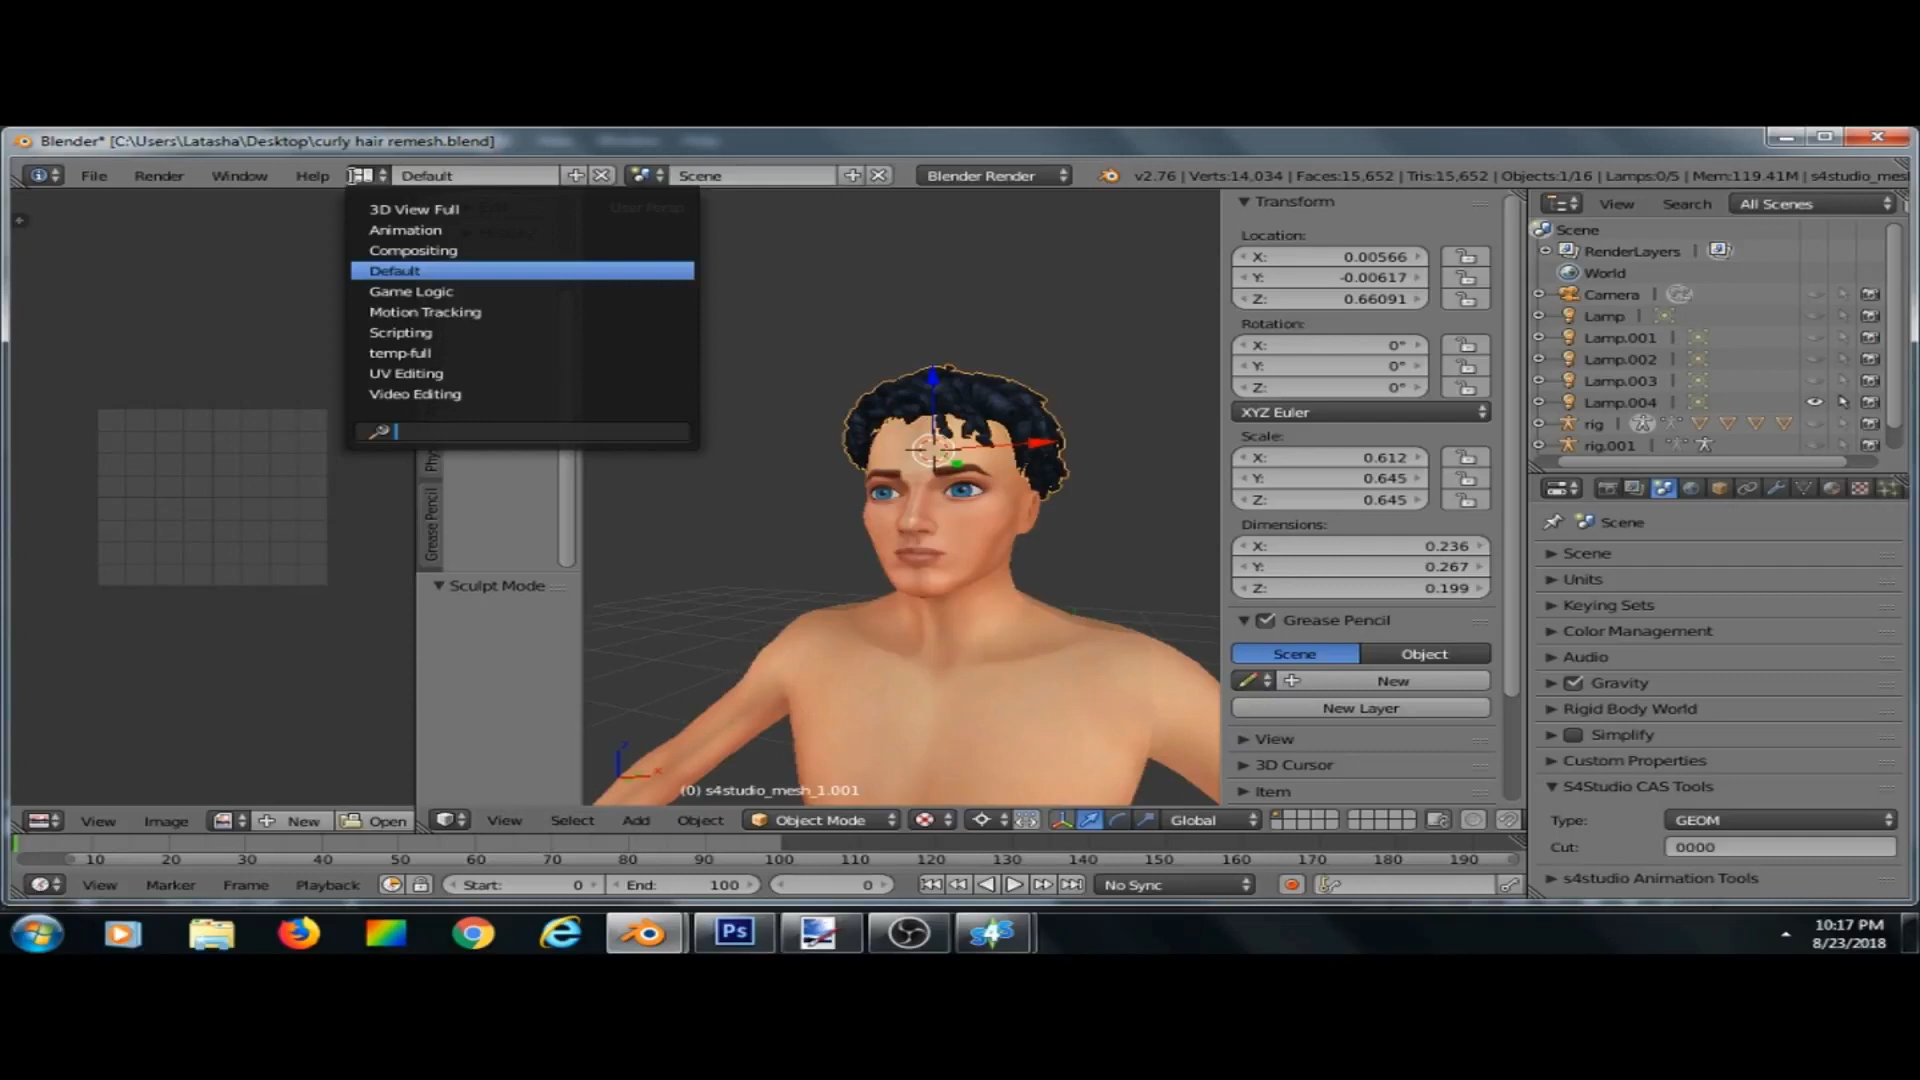 Blender* [C:\Users\Latasha\Desktop\curly hair remesh.blend]
File Render Window Help Default Scene Blender Render v2.76 | Verts:14,034 | Faces:15,652 | Tris:15,652 | Objects:1/16 | Lamps:0/5 | Mem:119.41M | s4studio_mesh
3D View Full
Animation
Compositing
Default
Game Logic
Motion Tracking
Scripting
temp-full
UV Editing
Video Editing
User Persp
Grease Pencil
Sculpt Mode
(0) s4studio_mesh_1.001
Transform
Location:
X: 0.00566
Y: -0.00617
Z: 0.66091
Rotation:
X: 0°
Y: 0°
Z: 0°
XYZ Euler
Scale:
X: 0.612
Y: 0.645
Z: 0.645
Dimensions:
X: 0.236
Y: 0.267
Z: 0.199
Grease Pencil
Scene Object
New
New Layer
View
3D Cursor
Item
View Search All Scenes
Scene
RenderLayers
World
Camera
Lamp
Lamp.001
Lamp.002
Lamp.003
Lamp.004
rig
rig.001
Scene
Scene
Units
Keying Sets
Color Management
Audio
Gravity
Rigid Body World
Simplify
Custom Properties
S4Studio CAS Tools
Type: GEOM
Cut: 0000
s4studio Animation Tools
View Image New Open View Select Add Object Object Mode Global
10 20 30 40 50 60 70 80 90 100 110 120 130 140 150 160 170 180 190
View Marker Frame Playback Start: 0 End: 100 0 No Sync
Ps S4S
10:17 PM
8/23/2018